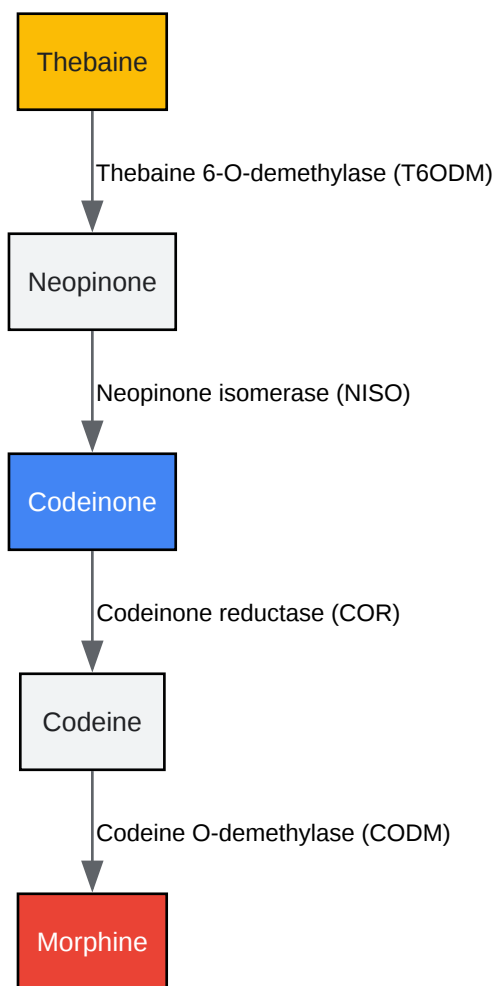 Thebaine
Thebaine 6-O-demethylase (T6ODM)
Neopinone
Neopinone isomerase (NISO)
Codeinone
Codeinone reductase (COR)
Codeine
Codeine O-demethylase (CODM)
Morphine